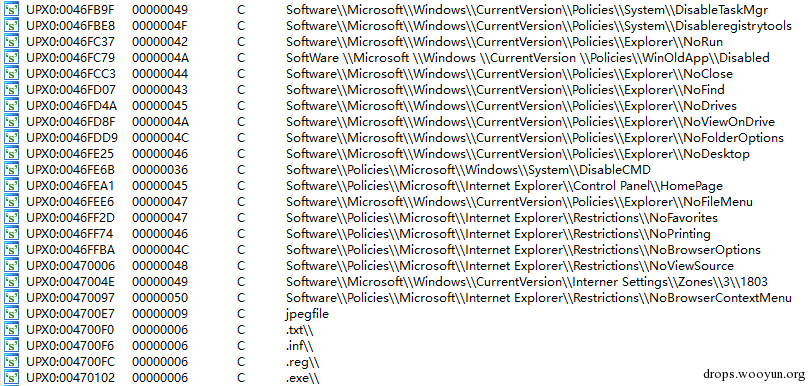 UPX0:0046FB9F 00000049 C Software\\Microsoft\\Windows\\CurrentVersion\\Policies\\System\\DisableTaskMgr
UPX0:0046FBE8 0000004F C Software\\Microsoft\\Windows\\CurrentVersion\\Policies\\System\\Disableregistrytools
UPX0:0046FC37 00000042 C Software\\Microsoft\\Windows\\CurrentVersion\\Policies\\Explorer\\NoRun
UPX0:0046FC79 0000004A C SoftWare \\Microsoft \\Windows \\CurrentVersion \\Policies\\WinOldApp\\Disabled
UPX0:0046FCC3 00000044 C Software\\Microsoft\\Windows\\CurrentVersion\\Policies\\Explorer\\NoClose
UPX0:0046FD07 00000043 C Software\\Microsoft\\Windows\\CurrentVersion\\Policies\\Explorer\\NoFind
UPX0:0046FD4A 00000045 C Software\\Microsoft\\Windows\\CurrentVersion\\Policies\\Explorer\\NoDrives
UPX0:0046FD8F 0000004A C Software\\Microsoft\\Windows\\CurrentVersion\\Policies\\Explorer\\NoViewOnDrive
UPX0:0046FDD9 0000004C C Software\\Microsoft\\Windows\\CurrentVersion\\Policies\\Explorer\\NoFolderOptions
UPX0:0046FE25 00000046 C Software\\Microsoft\\Windows\\CurrentVersion\\Policies\\Explorer\\NoDesktop
UPX0:0046FE6B 00000036 C Software\\Policies\\Microsoft\\Windows\\System\\DisableCMD
UPX0:0046FEA1 00000045 C Software\\Policies\\Microsoft\\Internet Explorer\\Control Panel\\HomePage
UPX0:0046FEE6 00000047 C Software\\Microsoft\\Windows\\CurrentVersion\\Policies\\Explorer\\NoFileMenu
UPX0:0046FF2D 00000047 C Software\\Policies\\Microsoft\\Internet Explorer\\Restrictions\\NoFavorites
UPX0:0046FF74 00000046 C Software\\Policies\\Microsoft\\Internet Explorer\\Restrictions\\NoPrinting
UPX0:0046FFBA 0000004C C Software\\Policies\\Microsoft\\Internet Explorer\\Restrictions\\NoBrowserOptions
UPX0:00470006 00000048 C Software\\Policies\\Microsoft\\Internet Explorer\\Restrictions\\NoViewSource
UPX0:0047004E 00000049 C Software\\Microsoft\\Windows\\CurrentVersion\\Interner Settings\\Zones\\3\\1803
UPX0:00470097 00000050 C Software\\Policies\\Microsoft\\Internet Explorer\\Restrictions\\NoBrowserContextMenu
UPX0:004700E7 00000009 C jpegfile
UPX0:004700F0 00000006 C .txt\\
UPX0:004700F6 00000006 C .inf\\
UPX0:004700FC 00000006 C .reg\\
UPX0:00470102 00000006 C .exe\\
drops.wooyun.org